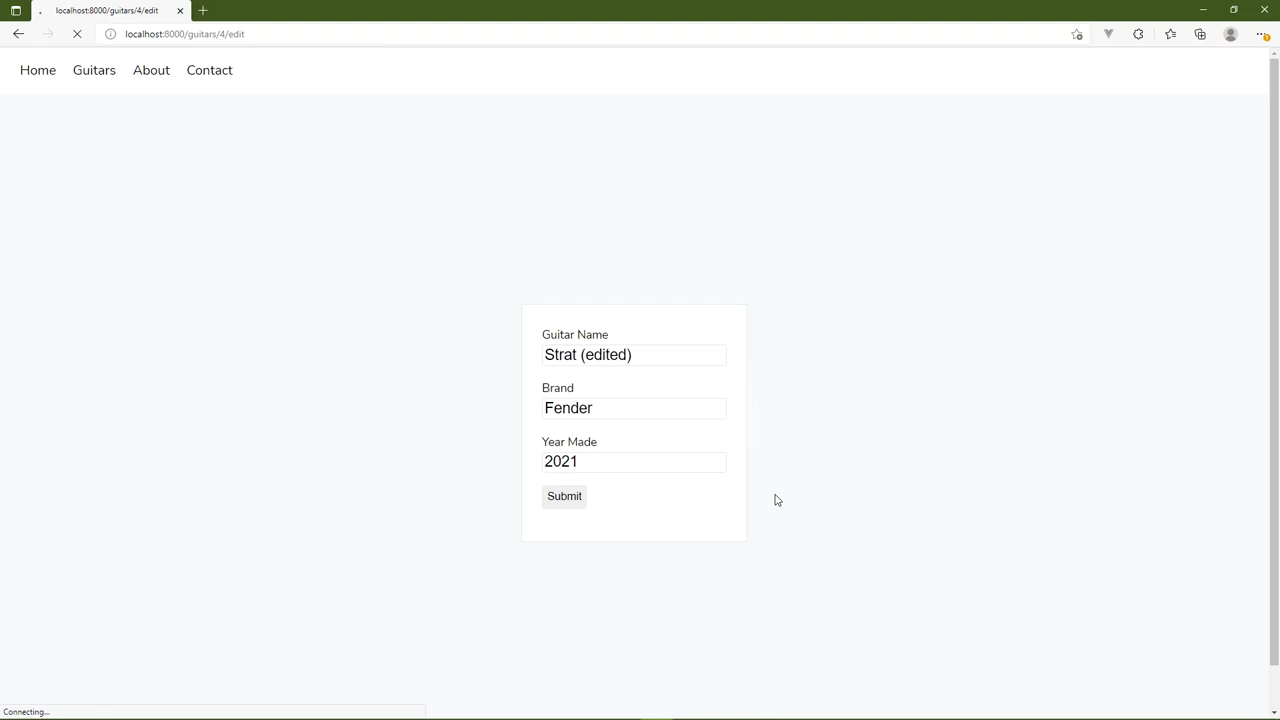 localhost:8000/guitars/4/edit
localhost:8000/guitars/4/edit
Home Guitars About Contact
Guitar Name
Strat (edited)
Brand
Fender
Year Made
2021
Submit
Connecting...